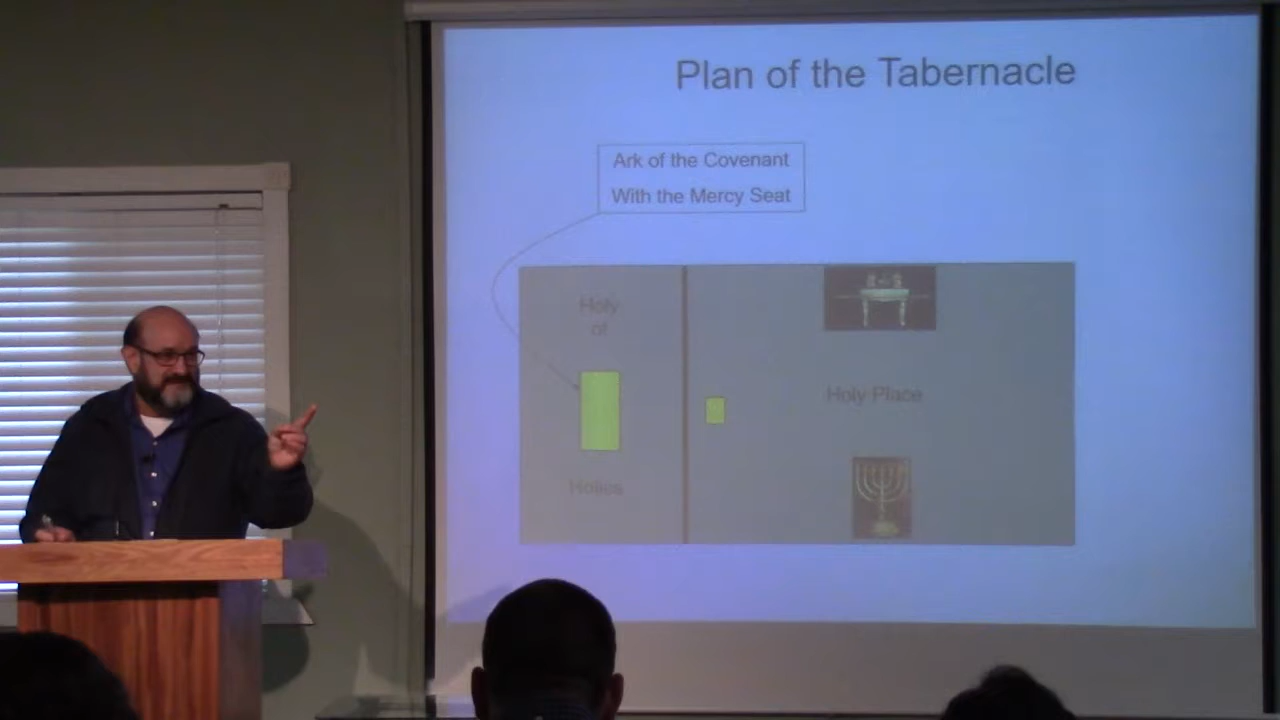 Plan of the Tabernacle
Ark of the Covenant
With the Mercy Seat
Holy
of
Holies
Holy Place